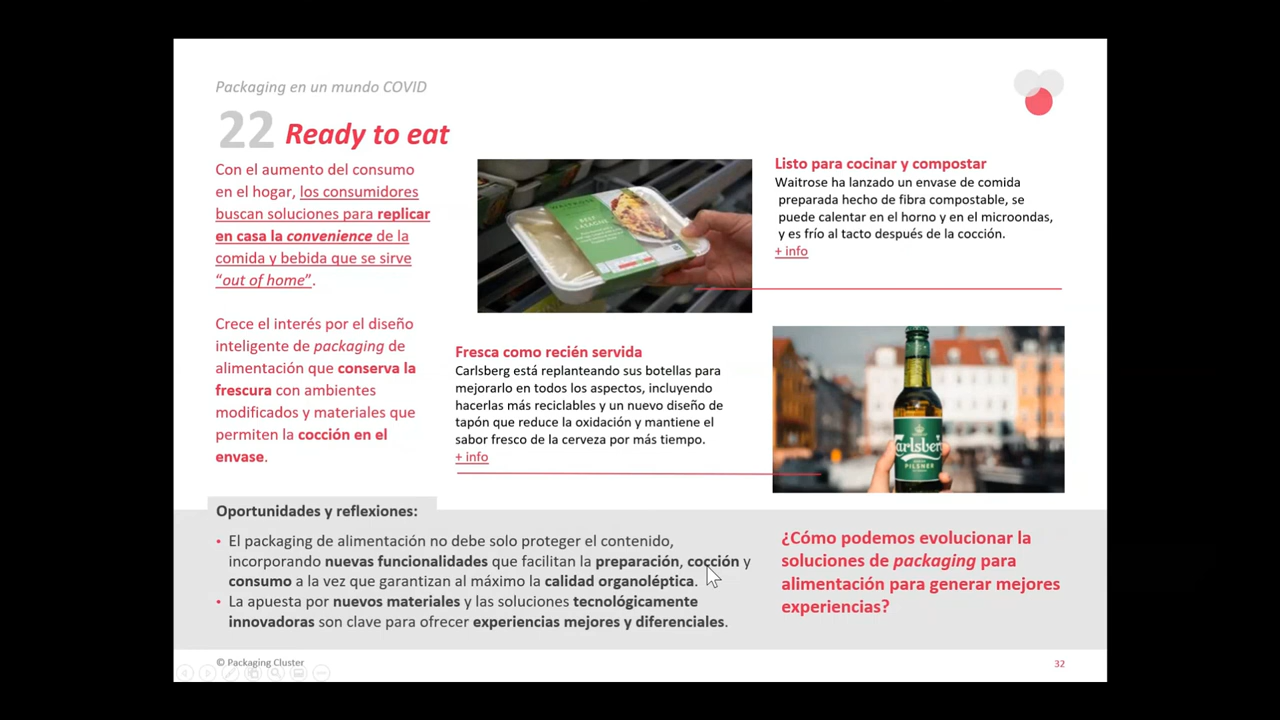 Packaging en un mundo COVID
22 Ready to eat
Con el aumento del consumo
en el hogar, los consumidores
buscan soluciones para replicar
en casa la convenience de la
comida y bebida que se sirve
“out of home”.
Crece el interés por el diseño
inteligente de packaging de
alimentación que conserva la
frescura con ambientes
modificados y materiales que
permiten la cocción en el
envase.
WAITROSE
BEEF
LASAGNE
Listo para cocinar y compostar
Waitrose ha lanzado un envase de comida
preparada hecho de fibra compostable, se
puede calentar en el horno y en el microondas,
y es frío al tacto después de la cocción.
+ info
Fresca como recién servida
Carlsberg está replanteando sus botellas para
mejorarlo en todos los aspectos, incluyendo
hacerlas más reciclables y un nuevo diseño de
tapón que reduce la oxidación y mantiene el
sabor fresco de la cerveza por más tiempo.
+ info
Carlsberg
PILSNER
Oportunidades y reflexiones:
• El packaging de alimentación no debe solo proteger el contenido,
incorporando nuevas funcionalidades que facilitan la preparación, cocción y
consumo a la vez que garantizan al máximo la calidad organoléptica.
• La apuesta por nuevos materiales y las soluciones tecnológicamente
innovadoras son clave para ofrecer experiencias mejores y diferenciales.
¿Cómo podemos evolucionar la
soluciones de packaging para
alimentación para generar mejores
experiencias?
© Packaging Cluster
32